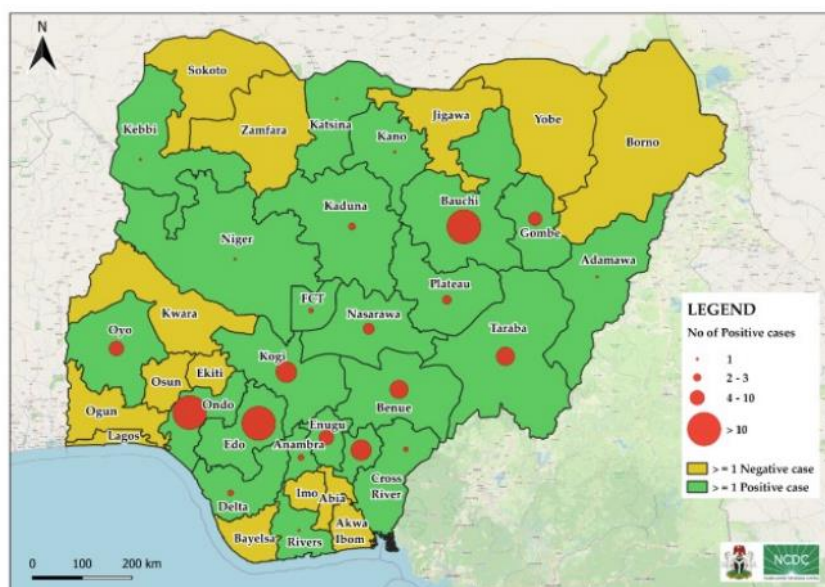 N
Sokoto
Kebbi
Zamfara
Katsina
Kano
Jigawa
Yobe
Borno
Bauchi
Gombe
Kaduna
Niger
Adamawa
Plateau
FCT
Nasarawa
Taraba
Kwara
Oyo
Kogi
Osun
Ekiti
Ogun
Ondo
Lagos
Edo
Enugu
Anambra
Benue
Cross
River
Delta
Imo
Abia
Akwa
Ibom
Bayelsa
Rivers
LEGEND
No of Positive cases
1
2 - 3
4 - 10
> 10
> = 1 Negative case
> = 1 Positive case
0 100 200 km
NCDC